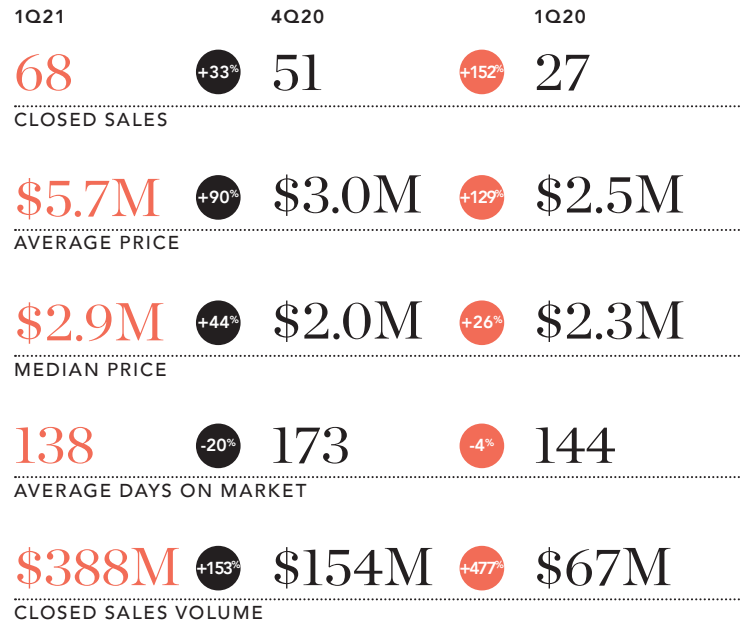 1Q21 4Q20 1Q20
68 +33% 51 +152% 27
CLOSED SALES
$5.7M +90% $3.0M +129% $2.5M
AVERAGE PRICE
$2.9M +44% $2.0M +26% $2.3M
MEDIAN PRICE
138 -20% 173 -4% 144
AVERAGE DAYS ON MARKET
$388M +153% $154M +477% $67M
CLOSED SALES VOLUME